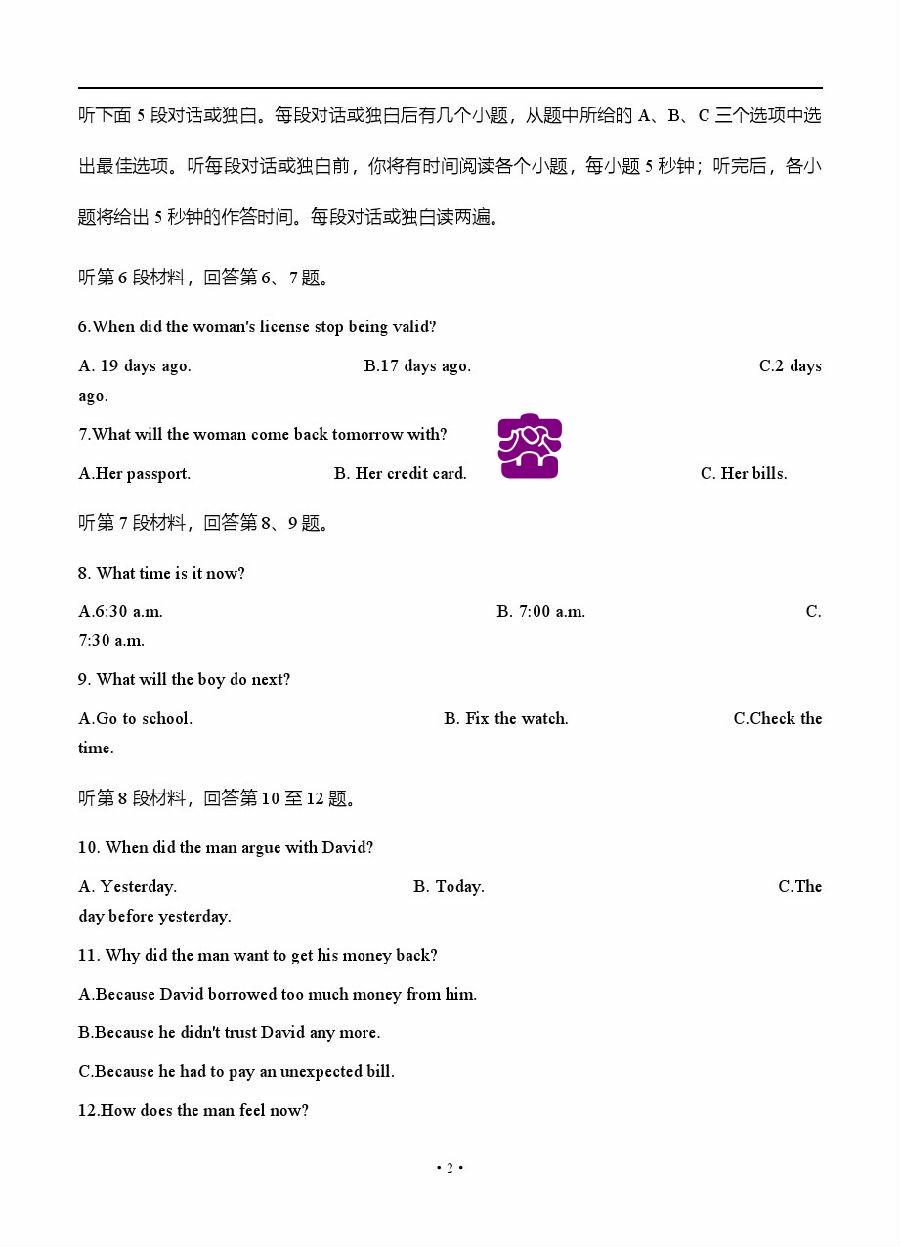 听下面 5 段对话或独白。每段对话或独白后有几个小题，从题中所给的 A、B、C 三个选项中选
出最佳选项。听每段对话或独白前，你将有时间阅读各个小题，每小题 5 秒钟；听完后，各小
题将给出 5 秒钟的作答时间。每段对话或独白读两遍。
听第 6 段材料，回答第 6、7 题。
6.When did the woman's license stop being valid?
A. 19 days ago. B.17 days ago. C.2 days
ago.
7.What will the woman come back tomorrow with?
A.Her passport. B. Her credit card. C. Her bills.
听第 7 段材料，回答第 8、9 题。
8. What time is it now?
A.6:30 a.m. B. 7:00 a.m. C.
7:30 a.m.
9. What will the boy do next?
A.Go to school. B. Fix the watch. C.Check the
time.
听第 8 段材料，回答第 10 至 12 题。
10. When did the man argue with David?
A. Yesterday. B. Today. C.The
day before yesterday.
11. Why did the man want to get his money back?
A.Because David borrowed too much money from him.
B.Because he didn't trust David any more.
C.Because he had to pay an unexpected bill.
12.How does the man feel now?
• 2 •